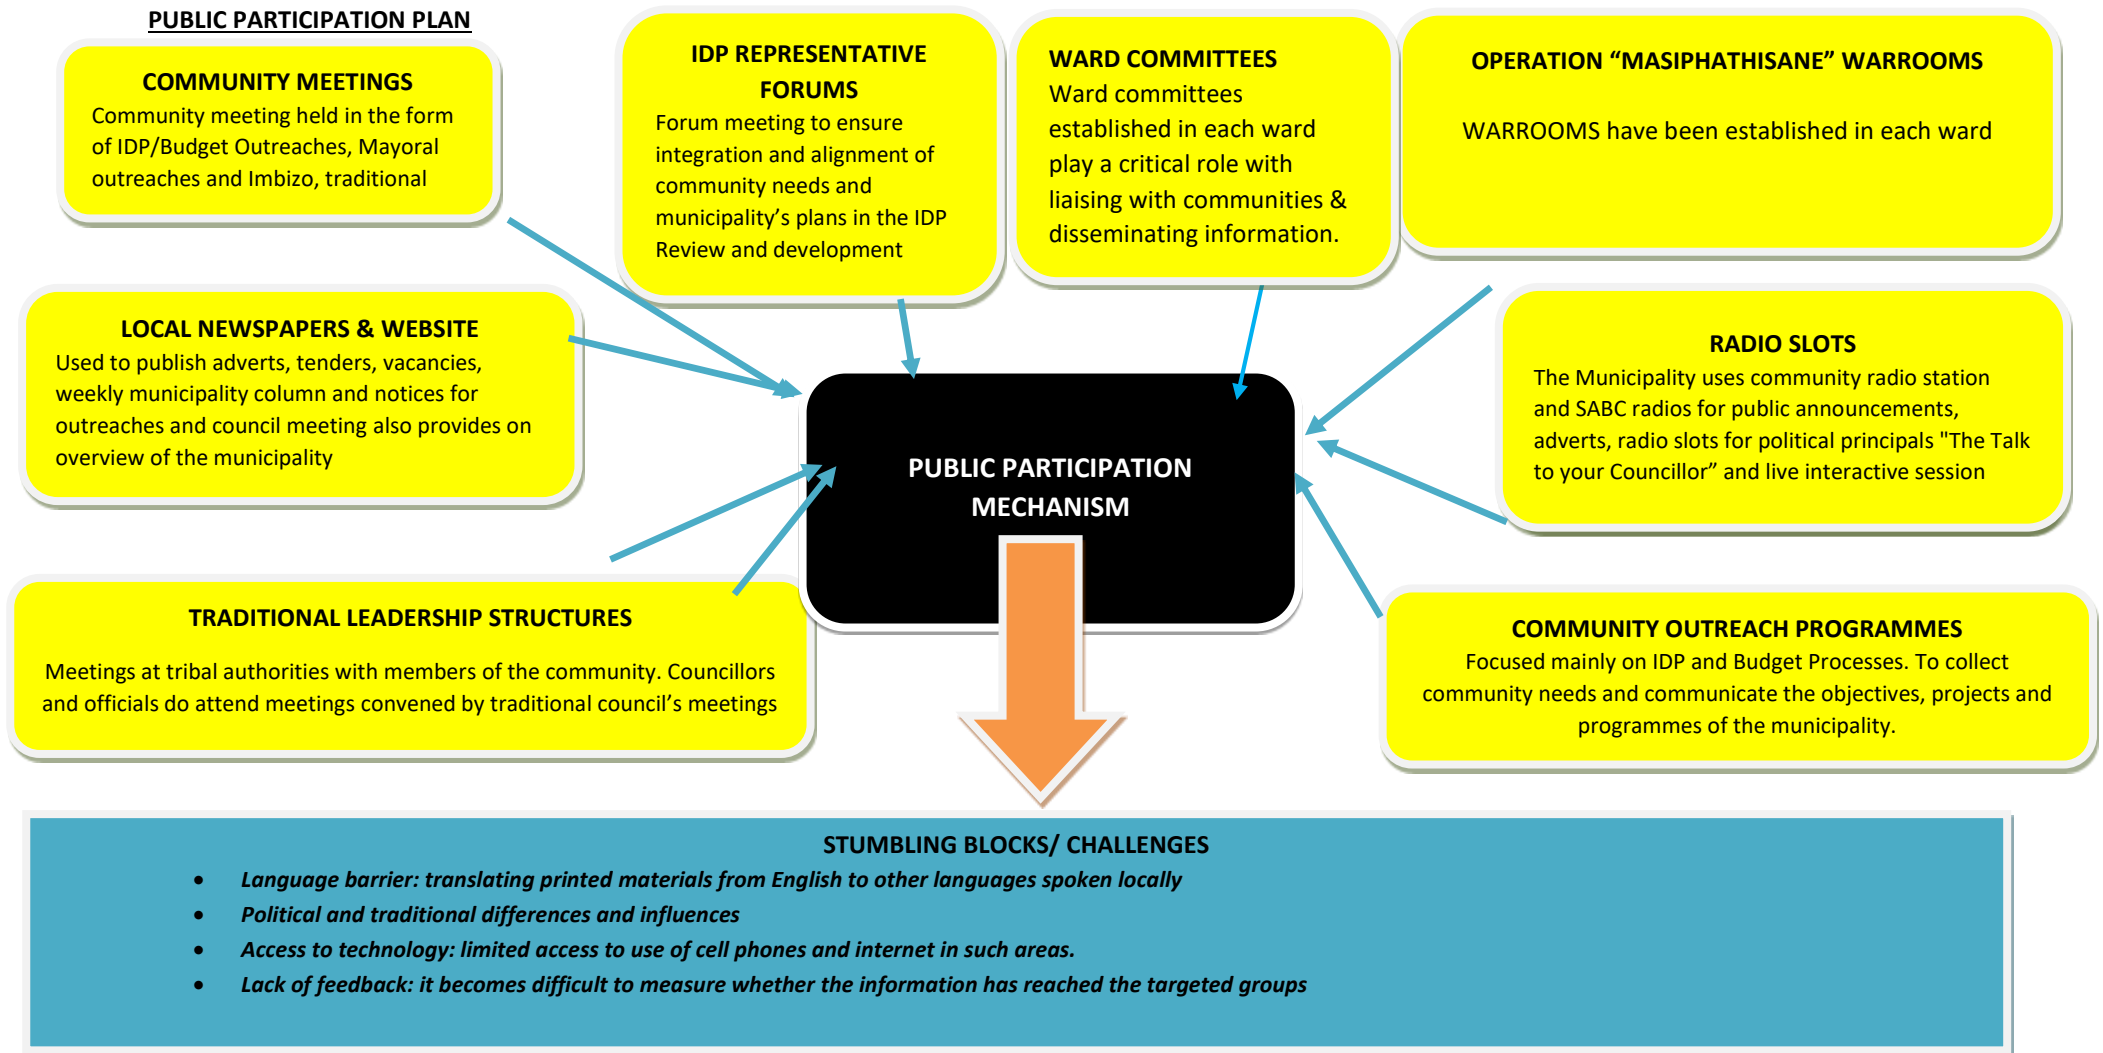 PUBLIC PARTICIPATION PLAN
COMMUNITY MEETINGS
Community meeting held in the form
of IDP/Budget Outreaches, Mayoral
outreaches and Imbizo, traditional
IDP REPRESENTATIVE
FORUMS
Forum meeting to ensure
integration and alignment of
community needs and
municipality’s plans in the IDP
Review and development
WARD COMMITTEES
Ward committees
established in each ward
play a critical role with
liaising with communities &
disseminating information.
OPERATION “MASIPHATHISANE” WARROOMS
WARROOMS have been established in each ward
LOCAL NEWSPAPERS & WEBSITE
Used to publish adverts, tenders, vacancies,
weekly municipality column and notices for
outreaches and council meeting also provides on
overview of the municipality
RADIO SLOTS
The Municipality uses community radio station
and SABC radios for public announcements,
adverts, radio slots for political principals "The Talk
to your Councillor” and live interactive session
PUBLIC PARTICIPATION
MECHANISM
TRADITIONAL LEADERSHIP STRUCTURES
Meetings at tribal authorities with members of the community. Councillors
and officials do attend meetings convened by traditional council’s meetings
COMMUNITY OUTREACH PROGRAMMES
Focused mainly on IDP and Budget Processes. To collect
community needs and communicate the objectives, projects and
programmes of the municipality.
STUMBLING BLOCKS/ CHALLENGES
• Language barrier: translating printed materials from English to other languages spoken locally
• Political and traditional differences and influences
• Access to technology: limited access to use of cell phones and internet in such areas.
• Lack of feedback: it becomes difficult to measure whether the information has reached the targeted groups